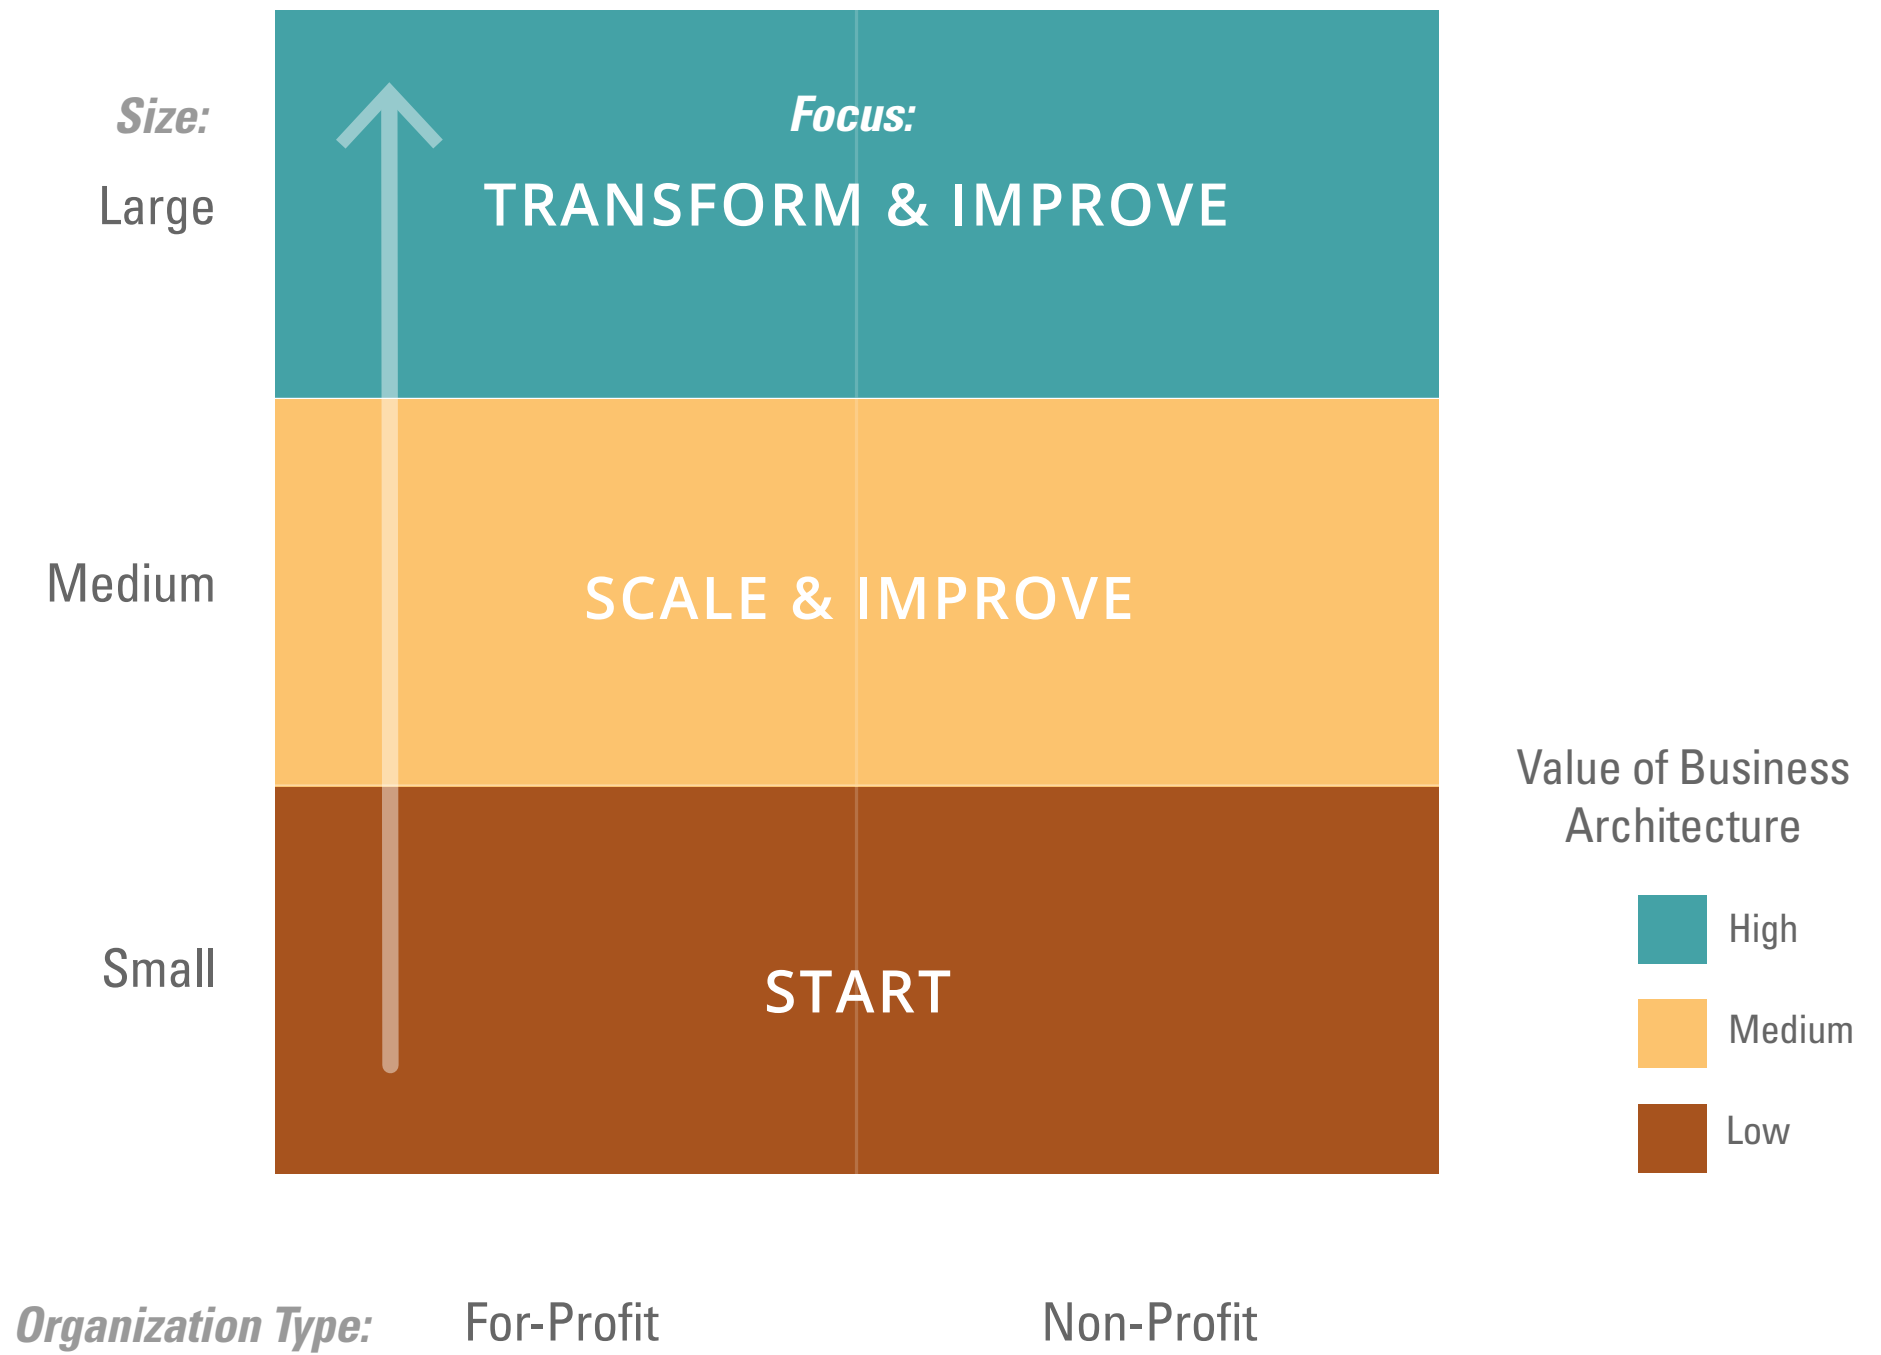 Size:
Focus:
Large
TRANSFORM & IMPROVE
Medium
SCALE & IMPROVE
Small
START
Value of Business
Architecture
High
Medium
Low
Organization Type:
For-Profit
Non-Profit